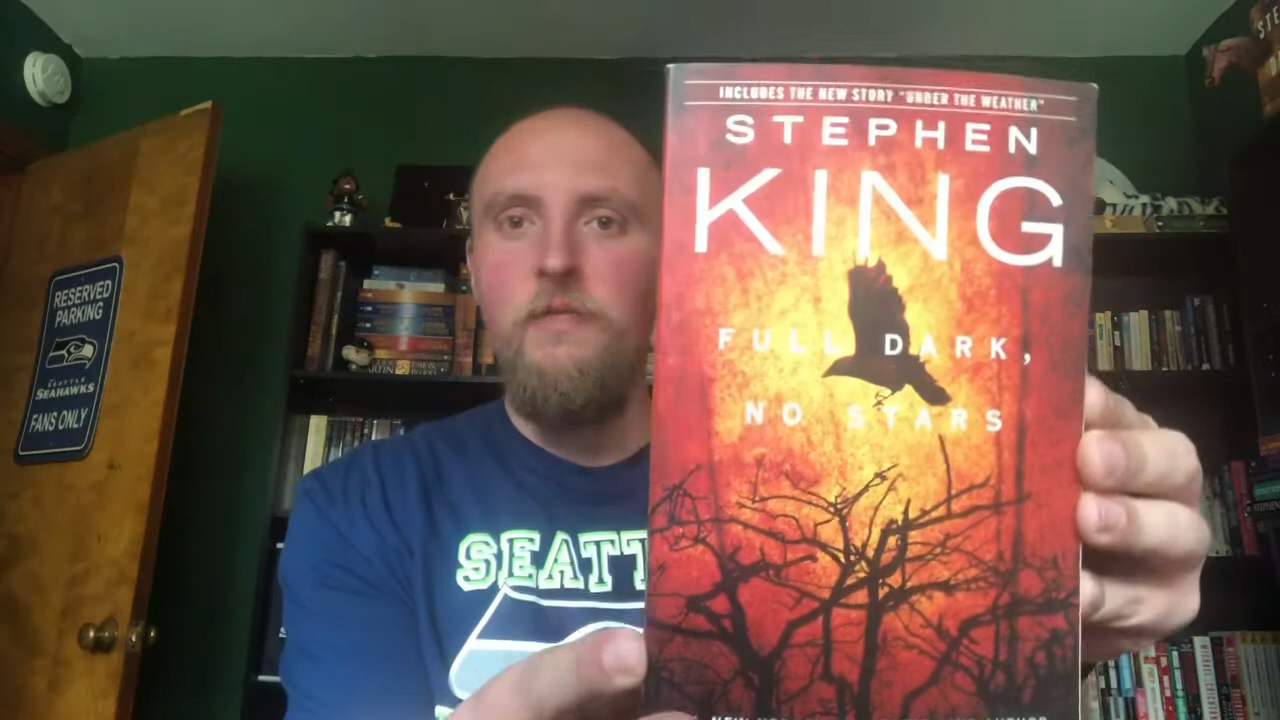 INCLUDES THE NEW STORY "UNDER THE WEATHER"
STEPHEN
KING
FULL DARK,
NO STARS
RESERVED
PARKING
SEATTLE
SEAHAWKS
FANS ONLY
SEATT